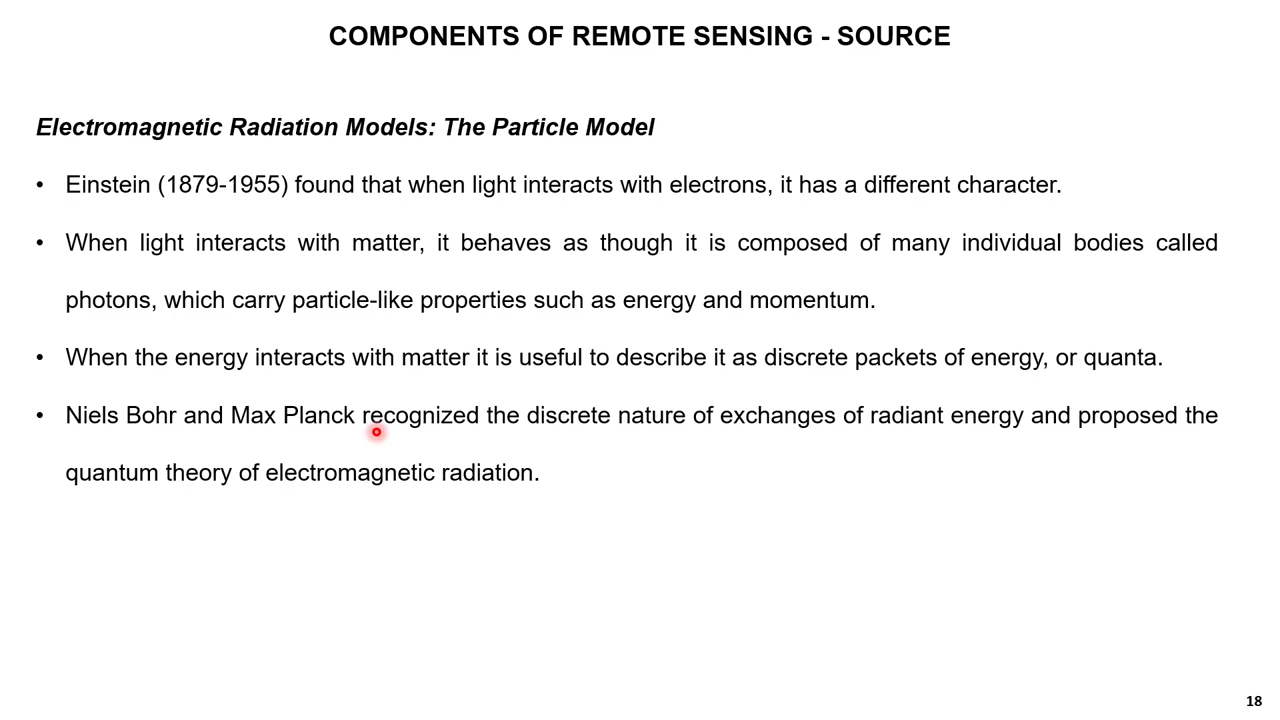 COMPONENTS OF REMOTE SENSING - SOURCE
Electromagnetic Radiation Models: The Particle Model
• Einstein (1879-1955) found that when light interacts with electrons, it has a different character.
• When light interacts with matter, it behaves as though it is composed of many individual bodies called
photons, which carry particle-like properties such as energy and momentum.
• When the energy interacts with matter it is useful to describe it as discrete packets of energy, or quanta.
• Niels Bohr and Max Planck recognized the discrete nature of exchanges of radiant energy and proposed the
quantum theory of electromagnetic radiation.
18